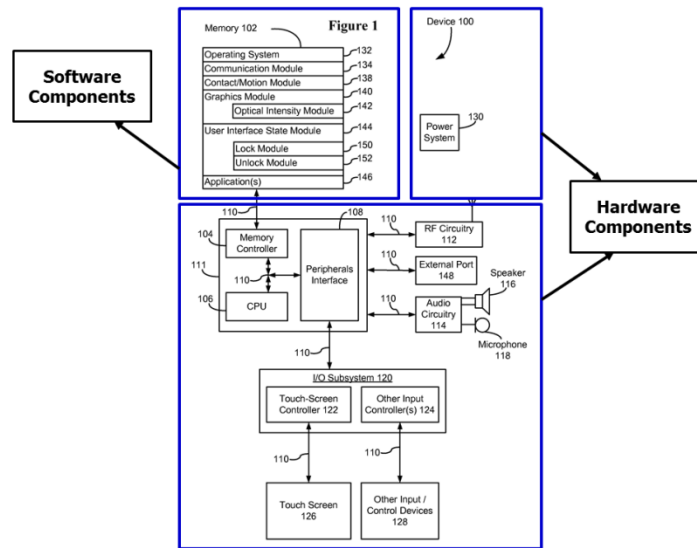 Software
Components
Memory 102
Figure 1
Operating System
132
Communication Module
134
Contact/Motion Module
138
Graphics Module
140
Optical Intensity Module
142
User Interface State Module
144
Lock Module
150
Unlock Module
152
Application(s)
146
Device 100
Power
System
130
Hardware
Components
110
108
104
Memory
Controller
111
110
Peripherals
Interface
106
CPU
110
RF Circuitry
112
110
External Port
148
110
Audio
Circuitry
114
Speaker
116
Microphone
118
110
I/O Subsystem 120
Touch-Screen
Controller 122
Other Input
Controller(s) 124
110
110
Touch Screen
126
Other Input /
Control Devices
128